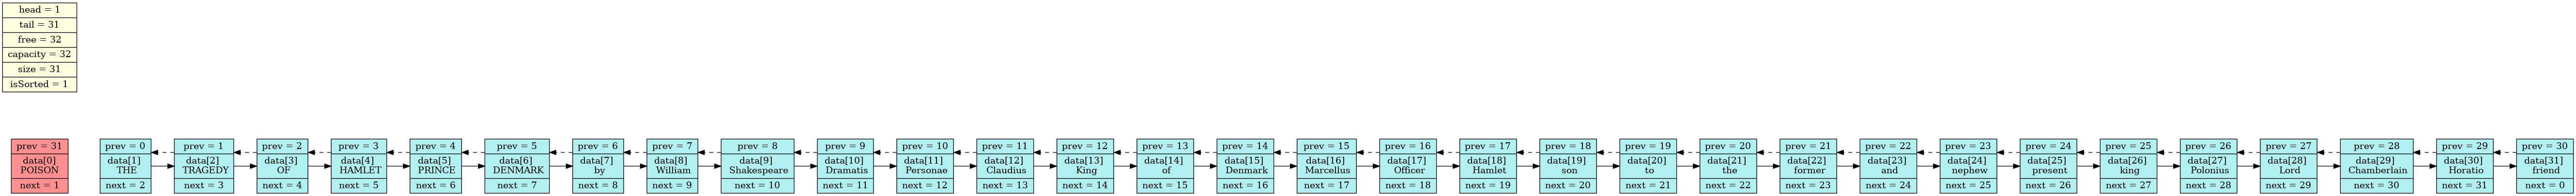 head = 1
tail = 31
free = 32
capacity = 32
size = 31
isSorted = 1
prev = 31
data[0]
POISON
next = 1
prev = 0
data[1]
THE
next = 2
prev = 1
data[2]
TRAGEDY
next = 3
prev = 2
data[3]
OF
next = 4
prev = 3
data[4]
HAMLET
next = 5
prev = 4
data[5]
PRINCE
next = 6
prev = 5
data[6]
DENMARK
next = 7
prev = 6
data[7]
by
next = 8
prev = 7
data[8]
William
next = 9
prev = 8
data[9]
Shakespeare
next = 10
prev = 9
data[10]
Dramatis
next = 11
prev = 10
data[11]
Personae
next = 12
prev = 11
data[12]
Claudius
next = 13
prev = 12
data[13]
King
next = 14
prev = 13
data[14]
of
next = 15
prev = 14
data[15]
Denmark
next = 16
prev = 15
data[16]
Marcellus
next = 17
prev = 16
data[17]
Officer
next = 18
prev = 17
data[18]
Hamlet
next = 19
prev = 18
data[19]
son
next = 20
prev = 19
data[20]
to
next = 21
prev = 20
data[21]
the
next = 22
prev = 21
data[22]
former
next = 23
prev = 22
data[23]
and
next = 24
prev = 23
data[24]
nephew
next = 25
prev = 24
data[25]
present
next = 26
prev = 25
data[26]
king
next = 27
prev = 26
data[27]
Polonius
next = 28
prev = 27
data[28]
Lord
next = 29
prev = 28
data[29]
Chamberlain
next = 30
prev = 29
data[30]
Horatio
next = 31
prev = 30
data[31]
friend
next = 0